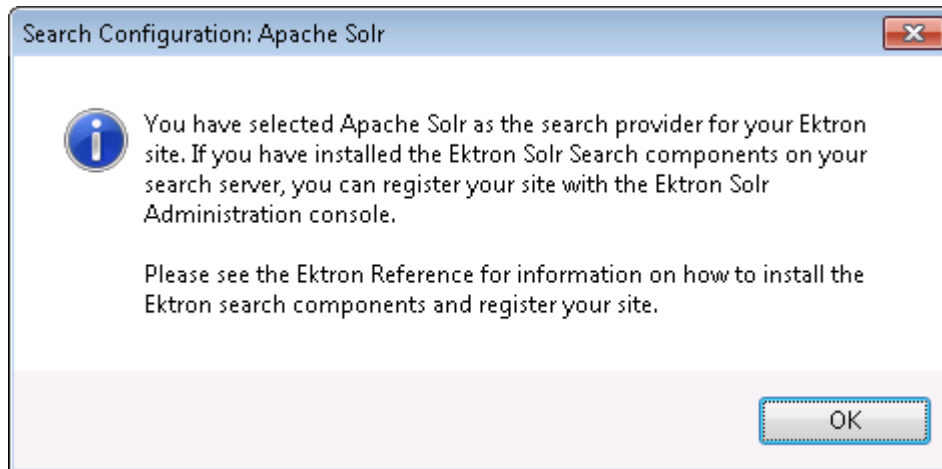 Search Configuration: Apache Solr
You have selected Apache Solr as the search provider for your Ektron
site. If you have installed the Ektron Solr Search components on your
search server, you can register your site with the Ektron Solr
Administration console.
Please see the Ektron Reference for information on how to install the
Ektron search components and register your site.
OK